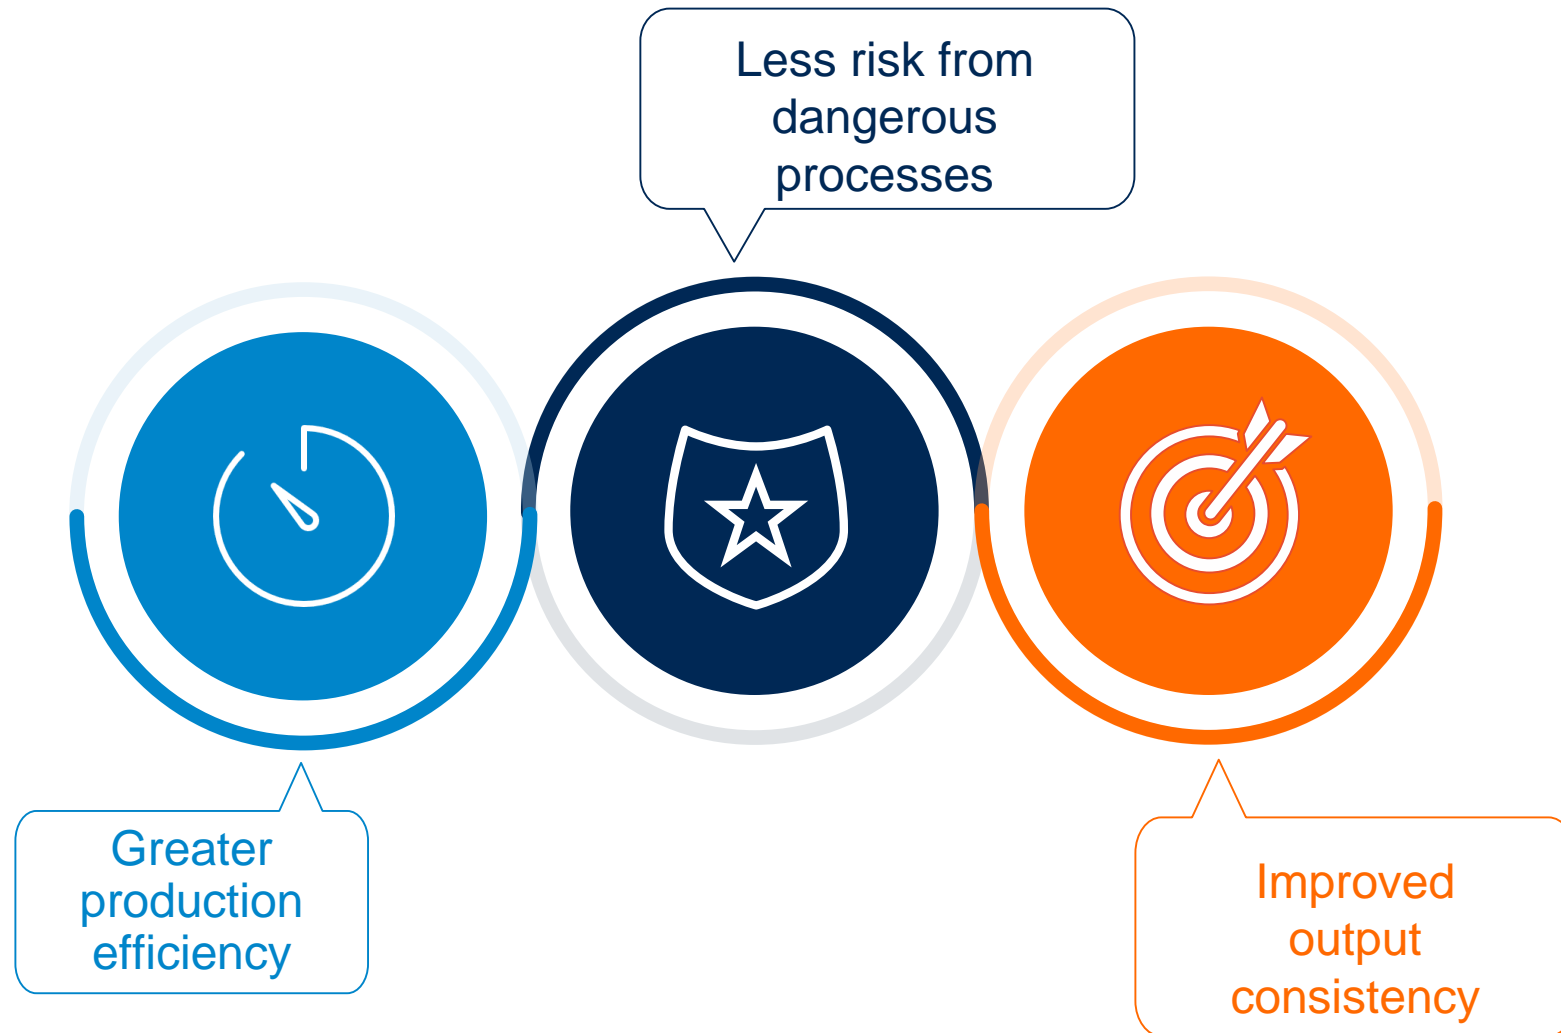 Less risk from
dangerous
processes
Greater
production
efficiency
Improved
output
consistency